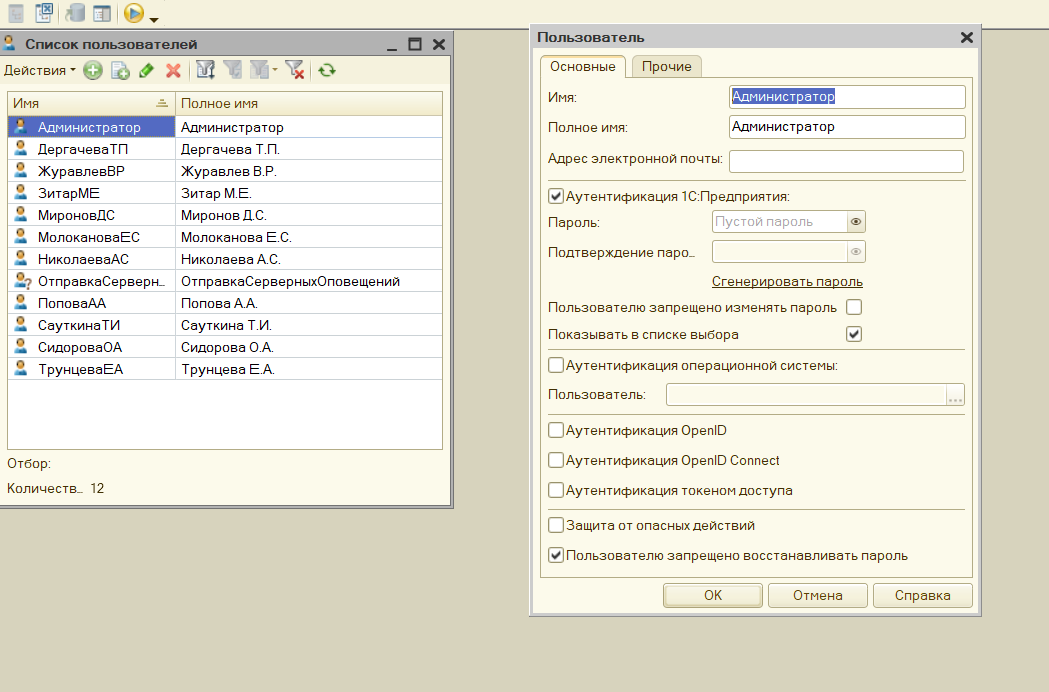 Список пользователей
Действия
Имя Полное имя
Администратор Администратор
ДергачеваТП Дергачева Т.П.
ЖуравлевВР Журавлев В.Р.
ЗитарМЕ Зитар М.Е.
МироновДС Миронов Д.С.
МолокановаЕС Молоканова Е.С.
НиколаеваАС Николаева А.С.
ОтправкаСерверн... ОтправкаСерверныхОповещений
ПоповаАА Попова А.А.
СауткинаТИ Сауткина Т.И.
СидороваОА Сидорова О.А.
ТрунцеваЕА Трунцева Е.А.
Отбор:
Количеств... 12
Пользователь
Основные Прочие
Имя: Администратор
Полное имя: Администратор
Адрес электронной почты:
Аутентификация 1С:Предприятия:
Пароль: Пустой пароль
Подтверждение паро...
Сгенерировать пароль
Пользователю запрещено изменять пароль
Показывать в списке выбора
Аутентификация операционной системы:
Пользователь: ...
Аутентификация OpenID
Аутентификация OpenID Connect
Аутентификация токеном доступа
Защита от опасных действий
Пользователю запрещено восстанавливать пароль
OK Отмена Справка